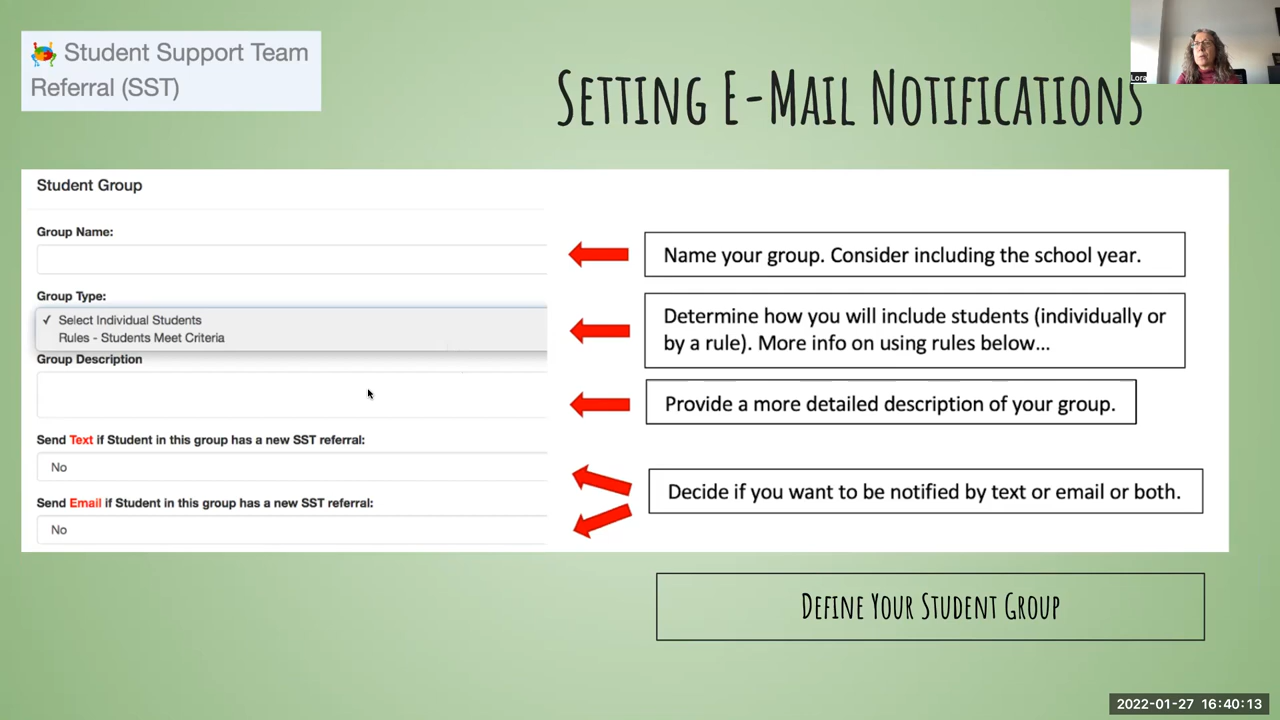 Student Support Team
Referral (SST)
Setting E-Mail Notifications
Lora
Student Group
Group Name:
Name your group. Consider including the school year.
Group Type:
✓ Select Individual Students
Rules - Students Meet Criteria
Determine how you will include students (individually or
by a rule). More info on using rules below...
Group Description
Provide a more detailed description of your group.
Send Text if Student in this group has a new SST referral:
No
Send Email if Student in this group has a new SST referral:
No
Decide if you want to be notified by text or email or both.
Define Your Student Group
2022-01-27 16:40:13